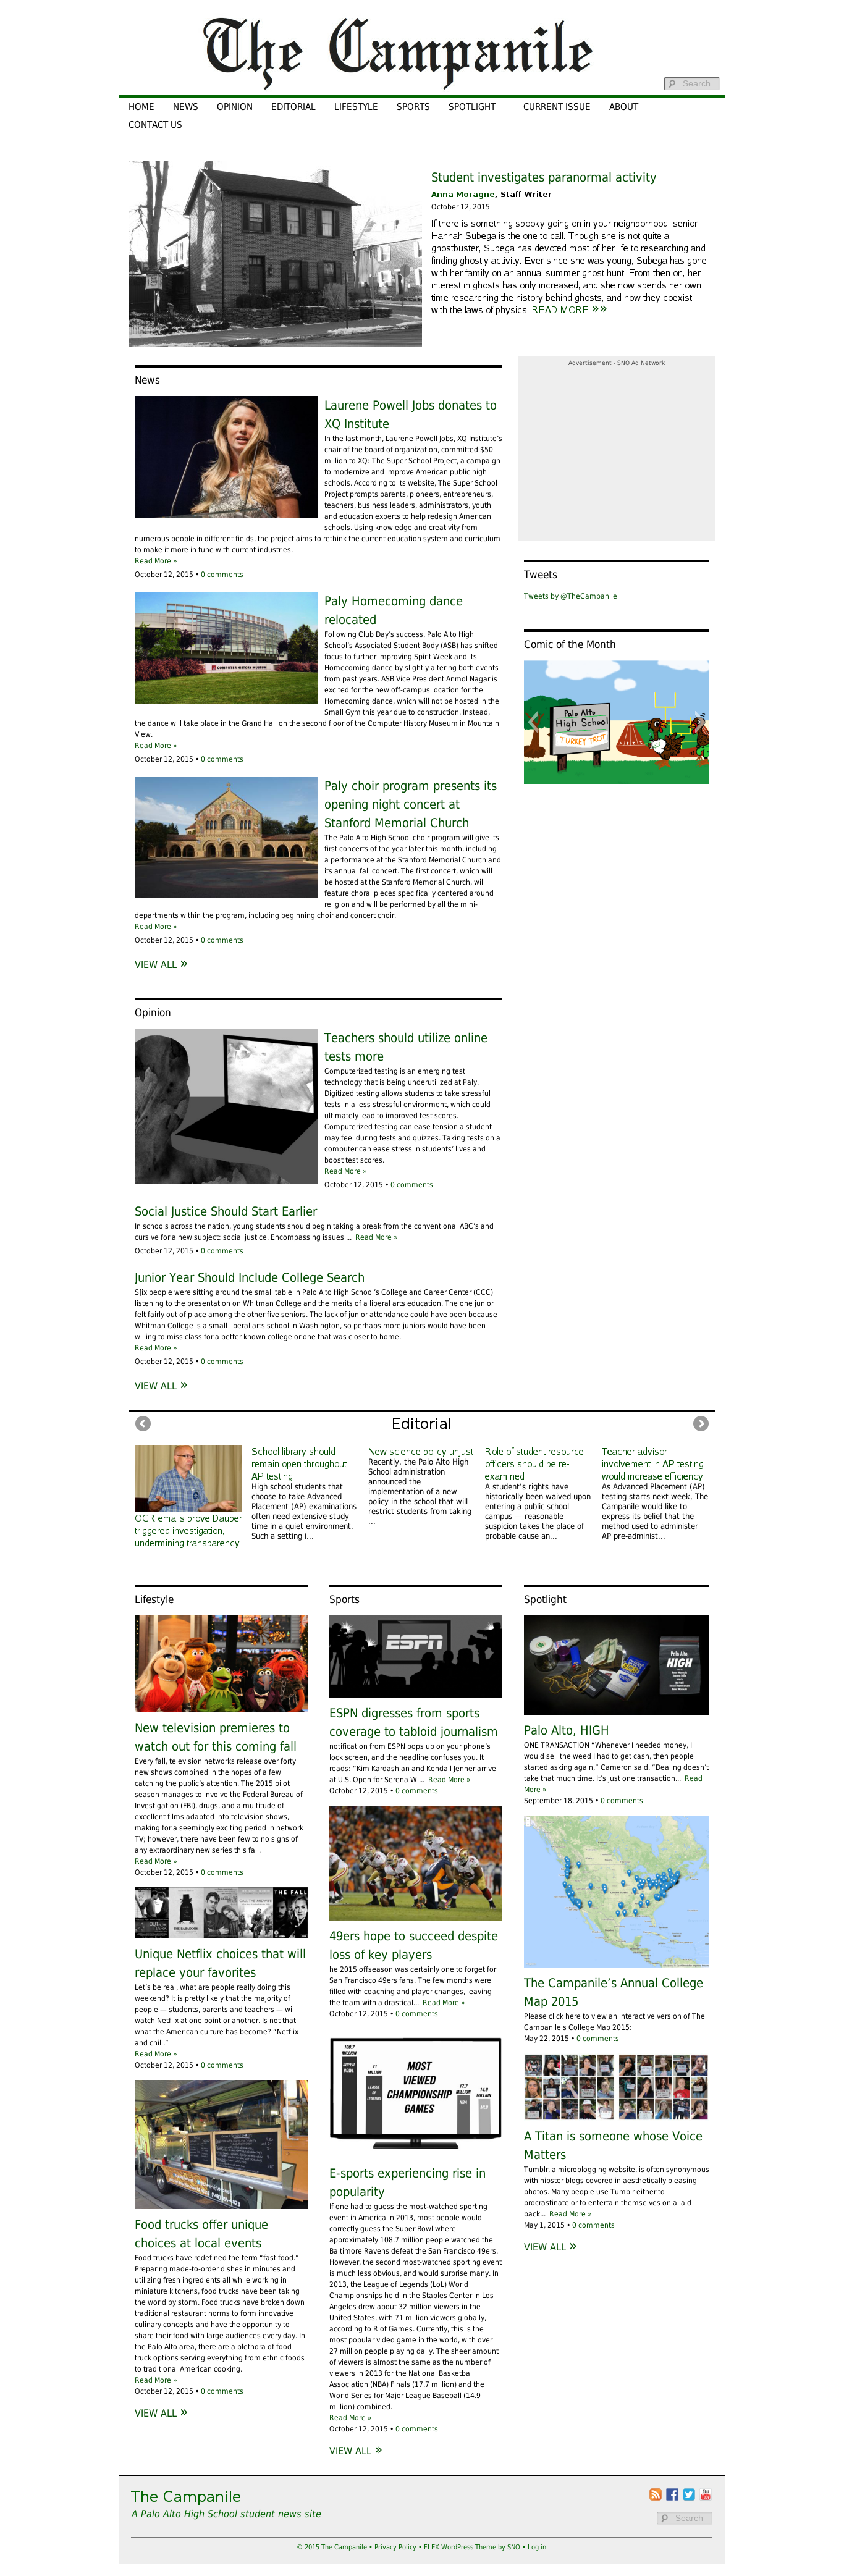 The Campanile
Search
HOME NEWS OPINION EDITORIAL LIFESTYLE SPORTS SPOTLIGHT CURRENT ISSUE ABOUT
CONTACT US
Student investigates paranormal activity
Anna Moragne, Staff Writer
October 12, 2015
If there is something spooky going on in your neighborhood, senior
Hannah Subega is the one to call. Though she is not quite a
ghostbuster, Subega has devoted most of her life to researching and
finding ghostly activity. Ever since she was young, Subega has gone
with her family on an annual summer ghost hunt. From then on, her
interest in ghosts has only increased, and she now spends her own
time researching the history behind ghosts, and how they coexist
with the laws of physics. READ MORE »»
News
Laurene Powell Jobs donates to
XQ Institute
In the last month, Laurene Powell Jobs, XQ Institute's
chair of the board of organization, committed $50
million to XQ: The Super School Project, a campaign
to modernize and improve American public high
schools. According to its website, The Super School
Project prompts parents, pioneers, entrepreneurs,
teachers, business leaders, administrators, youth
and education experts to help redesign American
schools. Using knowledge and creativity from
numerous people in different fields, the project aims to rethink the current education system and curriculum
to make it more in tune with current industries.
Read More »
October 12, 2015 • 0 comments
COMPUTER HISTORY MUSEUM
Paly Homecoming dance
relocated
Following Club Day's success, Palo Alto High
School's Associated Student Body (ASB) has shifted
focus to further improving Spirit Week and its
Homecoming dance by slightly altering both events
from past years. ASB Vice President Anmol Nagar is
excited for the new off-campus location for the
Homecoming dance, which will not be hosted in the
Small Gym this year due to construction. Instead,
the dance will take place in the Grand Hall on the second floor of the Computer History Museum in Mountain
View.
Read More »
October 12, 2015 • 0 comments
Paly choir program presents its
opening night concert at
Stanford Memorial Church
The Palo Alto High School choir program will give its
first concerts of the year later this month, including
a performance at the Stanford Memorial Church and
its annual fall concert. The first concert, which will
be hosted at the Stanford Memorial Church, will
feature choral pieces specifically centered around
religion and will be performed by all the mini-
departments within the program, including beginning choir and concert choir.
Read More »
October 12, 2015 • 0 comments
VIEW ALL »
Advertisement - SNO Ad Network
Tweets
Tweets by @TheCampanile
Comic of the Month
Palo Alto
High School
TURKEY TROT
Opinion
Teachers should utilize online
tests more
Computerized testing is an emerging test
technology that is being underutilized at Paly.
Digitized testing allows students to take stressful
tests in a less stressful environment, which could
ultimately lead to improved test scores.
Computerized testing can ease tension a student
may feel during tests and quizzes. Taking tests on a
computer can ease stress in students' lives and
boost test scores.
Read More »
October 12, 2015 • 0 comments
Social Justice Should Start Earlier
In schools across the nation, young students should begin taking a break from the conventional ABC's and
cursive for a new subject: social justice. Encompassing issues ... Read More »
October 12, 2015 • 0 comments
Junior Year Should Include College Search
S]ix people were sitting around the small table in Palo Alto High School's College and Career Center (CCC)
listening to the presentation on Whitman College and the merits of a liberal arts education. The one junior
felt fairly out of place among the other five seniors. The lack of junior attendance could have been because
Whitman College is a small liberal arts school in Washington, so perhaps more juniors would have been
willing to miss class for a better known college or one that was closer to home.
Read More »
October 12, 2015 • 0 comments
VIEW ALL »
Editorial
OCR emails prove Dauber
triggered investigation,
undermining transparency
School library should
remain open throughout
AP testing
High school students that
choose to take Advanced
Placement (AP) examinations
often need extensive study
time in a quiet environment.
Such a setting i...
New science policy unjust
Recently, the Palo Alto High
School administration
announced the
implementation of a new
policy in the school that will
restrict students from taking
...
Role of student resource
officers should be re-
examined
A student's rights have
historically been waived upon
entering a public school
campus — reasonable
suspicion takes the place of
probable cause an...
Teacher advisor
involvement in AP testing
would increase efficiency
As Advanced Placement (AP)
testing starts next week, The
Campanile would like to
express its belief that the
method used to administer
AP pre-administ...
Lifestyle
New television premieres to
watch out for this coming fall
Every fall, television networks release over forty
new shows combined in the hopes of a few
catching the public's attention. The 2015 pilot
season manages to involve the Federal Bureau of
Investigation (FBI), drugs, and a multitude of
excellent films adapted into television shows,
making for a seemingly exciting period in network
TV; however, there have been few to no signs of
any extraordinary new series this fall.
Read More »
October 12, 2015 • 0 comments
THE FALL
Unique Netflix choices that will
replace your favorites
Let's be real, what are people really doing this
weekend? It is pretty likely that the majority of
people — students, parents and teachers — will
watch Netflix at one point or another. Is not that
what the American culture has become? "Netflix
and chill."
Read More »
October 12, 2015 • 0 comments
Food trucks offer unique
choices at local events
Food trucks have redefined the term "fast food."
Preparing made-to-order dishes in minutes and
utilizing fresh ingredients all while working in
miniature kitchens, food trucks have been taking
the world by storm. Food trucks have broken down
traditional restaurant norms to form innovative
culinary concepts and have the opportunity to
share their food with large audiences every day. In
the Palo Alto area, there are a plethora of food
truck options serving everything from ethnic foods
to traditional American cooking.
Read More »
October 12, 2015 • 0 comments
VIEW ALL »
Sports
ESPN
ESPN digresses from sports
coverage to tabloid journalism
notification from ESPN pops up on your phone's
lock screen, and the headline confuses you. It
reads: "Kim Kardashian and Kendall Jenner arrive
at U.S. Open for Serena Wi... Read More »
October 12, 2015 • 0 comments
49ers hope to succeed despite
loss of key players
he 2015 offseason was certainly one to forget for
San Francisco 49ers fans. The few months were
filled with coaching and player changes, leaving
the team with a drastical... Read More »
October 12, 2015 • 0 comments
108.7
MILLION
SUPER BOWL
71
MILLION
LEAGUE OF LEGENDS
MOST
VIEWED
CHAMPIONSHIP
GAMES
17.7
MILLION
NBA
14.9
MILLION
MLS
E-sports experiencing rise in
popularity
If one had to guess the most-watched sporting
event in America in 2013, most people would
correctly guess the Super Bowl where
approximately 108.7 million people watched the
Baltimore Ravens defeat the San Francisco 49ers.
However, the second most-watched sporting event
is much less obvious, and would surprise many. In
2013, the League of Legends (LoL) World
Championships held in the Staples Center in Los
Angeles drew about 32 million viewers in the
United States, with 71 million viewers globally,
according to Riot Games. Currently, this is the
most popular video game in the world, with over
27 million people playing daily. The sheer amount
of viewers is almost the same as the number of
viewers in 2013 for the National Basketball
Association (NBA) Finals (17.7 million) and the
World Series for Major League Baseball (14.9
million) combined.
Read More »
October 12, 2015 • 0 comments
VIEW ALL »
Spotlight
Palo Alto,
HIGH
Palo Alto, HIGH
ONE TRANSACTION "Whenever I needed money, I
would sell the weed I had to get cash, then people
started asking again," Cameron said. "Dealing doesn't
take that much time. It's just one transaction... Read
More »
September 18, 2015 • 0 comments
The Campanile's Annual College
Map 2015
Please click here to view an interactive version of The
Campanile's College Map 2015:
May 22, 2015 • 0 comments
A Titan is someone whose Voice
Matters
Tumblr, a microblogging website, is often synonymous
with hipster blogs covered in aesthetically pleasing
photos. Many people use Tumblr either to
procrastinate or to entertain themselves on a laid
back... Read More »
May 1, 2015 • 0 comments
VIEW ALL »
The Campanile
A Palo Alto High School student news site
You
Search
© 2015 The Campanile • Privacy Policy • FLEX WordPress Theme by SNO • Log in